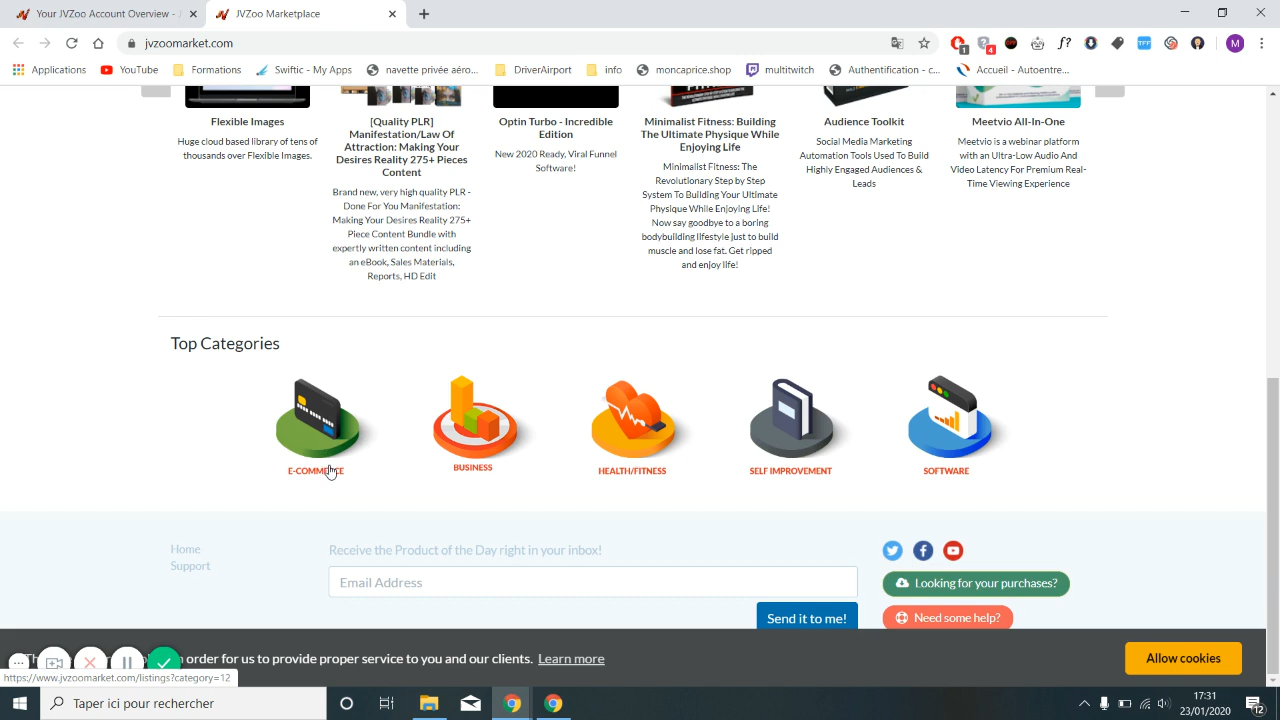 Your JVZoo Account Overview -
JVZoo Marketplace
jvzoomarket.com
M
Applications
YouTube
Formations
Swiftic - My Apps
navette privée aéro...
DriverAirport
info
moncaprice.shop
multitwitch
Authentification - c...
Accueil - Autoentre...
Flexible Images
Huge cloud based library of tens of
thousands over Flexible Images.
[Quality PLR]
Manifestation/Law Of
Attraction: Making Your
Desires Reality 275+ Pieces
Content
Brand new, very high quality PLR -
Done For You Manifestation:
Making Your Desires Reality 275+
Piece Content Bundle with
expertly written content including
an eBook, Sales Materials,
Reports, HD Edit
Optin Turbo - Incredible
Edition
New 2020 Ready, Viral Funnel
Software!
Minimalist Fitness: Building
The Ultimate Physique While
Enjoying Life
Minimalist Fitness: The
Revolutionary Step by Step
System To Building Your Ultimate
Physique While Enjoying Life!
Now say goodbye to a boring
bodybuilding lifestyle just to build
muscle and lose fat. Get ripped
and enjoy life!
Audience Toolkit
Social Media Marketing
Automation Tools Used To Build
Highly Engaged Audiences &
Leads
Meetvio All-In-One
Meetvio is a webinar platform
with an Ultra-Low Audio And
Video Latency For Premium Real-
Time Viewing Experience
Top Categories
E-COMMERCE
BUSINESS
HEALTH/FITNESS
SELF IMPROVEMENT
SOFTWARE
Home
Support
Receive the Product of the Day right in your inbox!
Email Address
Send it to me!
Looking for your purchases?
Need some help?
in order for us to provide proper service to you and our clients. Learn more
Allow cookies
https://www.jvzoomarket.com/listings?category=12
Taper ici pour rechercher
17:31
23/01/2020
12